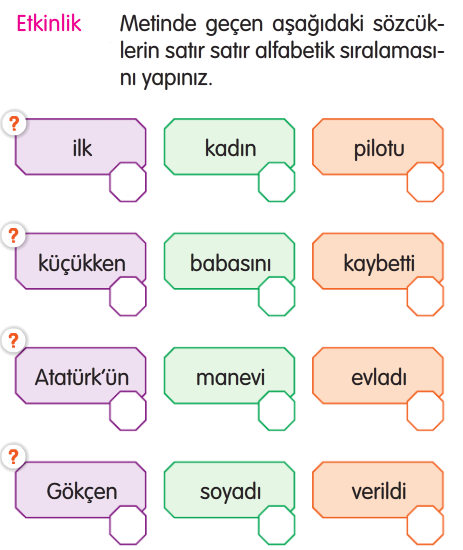 Etkinlik Metinde geçen aşağıdaki sözcük-
lerin satır satır alfabetik sıralaması-
nı yapınız.
? ilk kadın pilotu
? küçükken babasını kaybetti
? Atatürk'ün manevi evladı
? Gökçen soyadı verildi